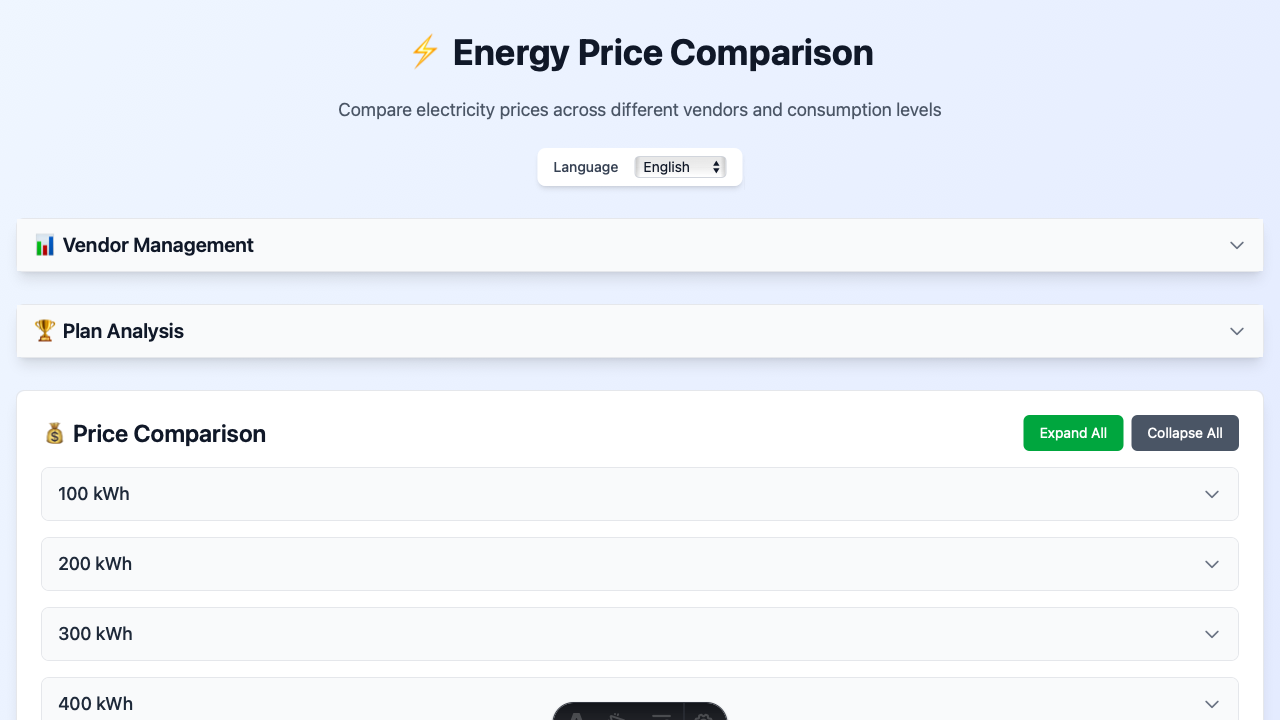 ⚡ Energy Price Comparison
Compare electricity prices across different vendors and consumption levels
Language English
📊 Vendor Management
🏆 Plan Analysis
💰 Price Comparison
Expand All Collapse All
100 kWh
200 kWh
300 kWh
400 kWh